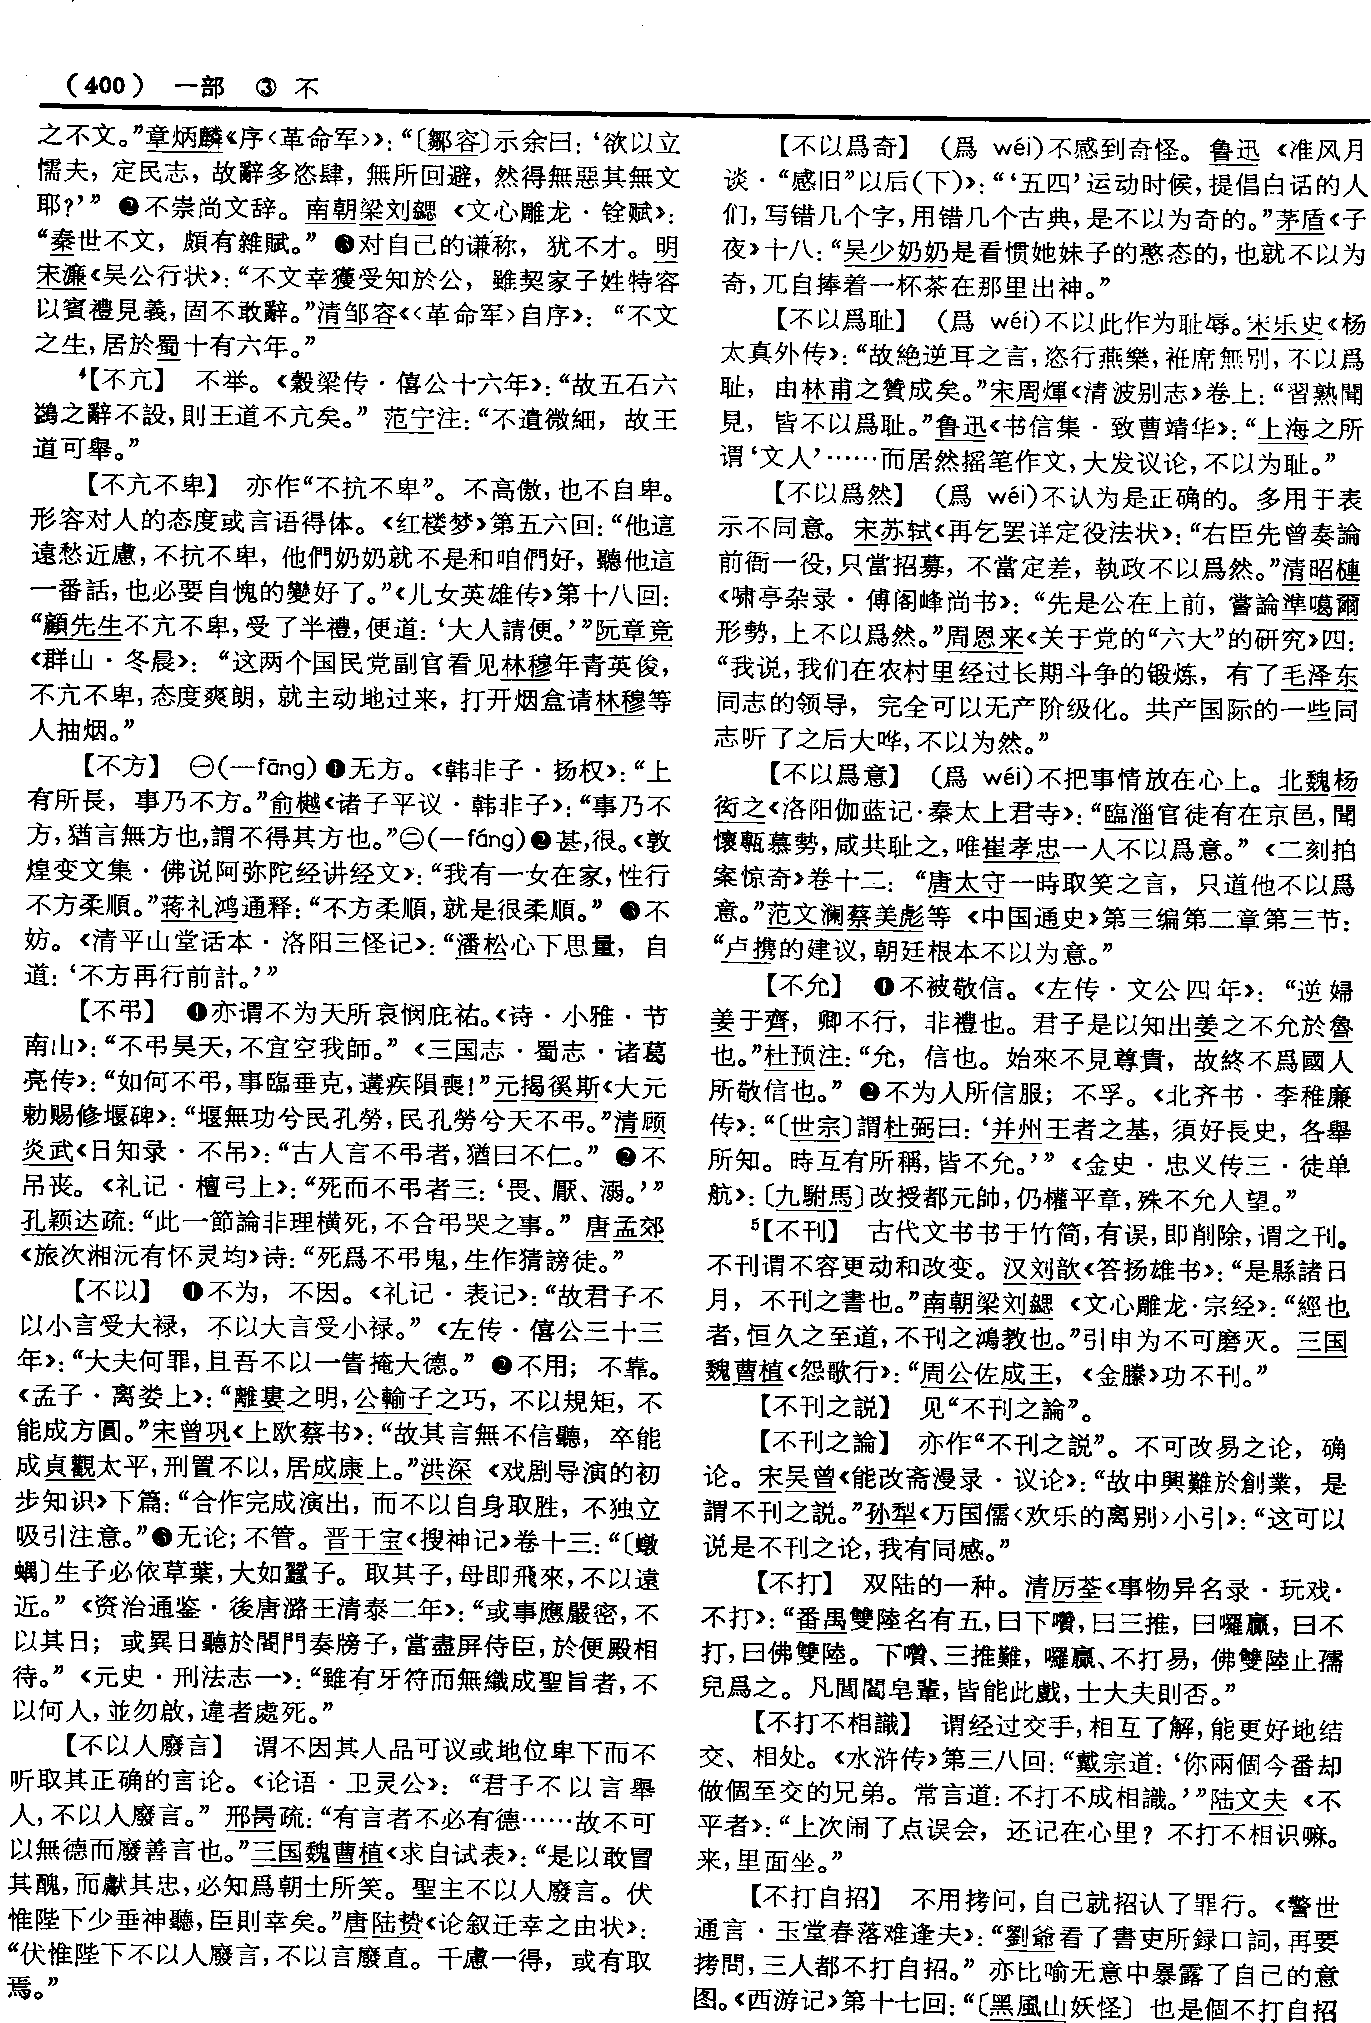 （400） 一部 ③ 不
之不文。”章炳麟《序〈革命军〉》：“〔鄒容〕示余曰：‘欲以立
懦夫，定民志，故辭多恣肆，無所回避，然得無惡其無文
耶？’” ❷不崇尚文辞。南朝梁刘勰《文心雕龙·铨赋》：
“秦世不文，頗有雜賦。” ❸对自己的谦称，犹不才。明
宋濂《吴公行状》：“不文幸獲受知於公，雖契家子姓特容
以賓禮見義，固不敢辭。”清邹容《〈革命军〉自序》：“不文
之生，居於蜀十有六年。”
⁴【不亢】 不举。《穀梁传·僖公十六年》：“故五石六
鷁之辭不設，則王道不亢矣。” 范宁注：“不遺微細，故王
道可舉。”
【不亢不卑】 亦作“不抗不卑”。不高傲，也不自卑。
形容对人的态度或言语得体。《红楼梦》第五六回：“他這
遠愁近慮，不抗不卑，他們奶奶就不是和咱們好，聽他這
一番話，也必要自愧的變好了。”《儿女英雄传》第十八回：
“顧先生不亢不卑，受了半禮，便道：‘大人請便。’”阮章竞
《群山·冬晨》：“这两个国民党副官看见林穆年青英俊，
不亢不卑，态度爽朗，就主动地过来，打开烟盒请林穆等
人抽烟。”
【不方】 ㊀(—fāng)❶无方。《韩非子·扬权》：“上
有所長，事乃不方。”俞樾《诸子平议·韩非子》：“事乃不
方，猶言無方也，謂不得其方也。”㊁(—fáng)❷甚，很。《敦
煌变文集·佛说阿弥陀经讲经文》：“我有一女在家，性行
不方柔順。”蒋礼鸿通释：“不方柔順，就是很柔順。” ❸不
妨。《清平山堂话本·洛阳三怪记》：“潘松心下思量，自
道：‘不方再行前計。’”
【不弔】 ❶亦谓不为天所哀悯庇祐。《诗·小雅·节
南山》：“不弔昊天，不宜空我師。”《三国志·蜀志·诸葛
亮传》：“如何不弔，事臨垂克，遘疾隕喪！”元揭傒斯《大元
勅赐修堰碑》：“堰無功兮民孔勞，民孔勞兮天不弔。”清顾
炎武《日知录·不吊》：“古人言不弔者，猶曰不仁。” ❷不
吊丧。《礼记·檀弓上》：“死而不弔者三：‘畏、厭、溺。’”
孔颖达疏：“此一節論非理橫死，不合弔哭之事。” 唐孟郊
《旅次湘沅有怀灵均》诗：“死爲不弔鬼，生作猜謗徒。”
【不以】 ❶不为，不因。《礼记·表记》：“故君子不
以小言受大禄，不以大言受小禄。”《左传·僖公三十三
年》：“大夫何罪，且吾不以一眚掩大德。” ❷不用；不靠。
《孟子·离娄上》：“離婁之明，公輸子之巧，不以規矩，不
能成方圓。”宋曾巩《上欧蔡书》：“故其言無不信聽，卒能
成貞觀太平，刑置不以，居成康上。”洪深《戏剧导演的初
步知识》下篇：“合作完成演出，而不以自身取胜，不独立
吸引注意。”❸无论；不管。晋干宝《搜神记》卷十三：“〔蟻
螎〕生子必依草葉，大如蠶子。取其子，母即飛來，不以遠
近。”《资治通鉴·後唐潞王清泰二年》：“或事應嚴密，不
以其日；或異日聽於閤門奏牓子，當盡屏侍臣，於便殿相
待。”《元史·刑法志一》：“雖有牙符而無織成聖旨者，不
以何人，並勿啟，違者處死。”
【不以人廢言】 谓不因其人品可议或地位卑下而不
听取其正确的言论。《论语·卫灵公》：“君子不以言舉
人，不以人廢言。” 邢昺疏：“有言者不必有德……故不可
以無德而廢善言也。”三国魏曹植《求自试表》：“是以敢冒
其醜，而獻其忠，必知爲朝士所笑。聖主不以人廢言。伏
惟陛下少垂神聽，臣則幸矣。”唐陆贽《论叙迁幸之由状》：
“伏惟陛下不以人廢言，不以言廢直。千慮一得，或有取
焉。”
【不以爲奇】 （爲 wéi）不感到奇怪。鲁迅《准风月
谈·“感旧”以后（下）》：“‘五四’运动时候，提倡白话的人
们，写错几个字，用错几个古典，是不以为奇的。”茅盾《子
夜》十八：“吴少奶奶是看惯她妹子的憨态的，也就不以为
奇，兀自捧着一杯茶在那里出神。”
【不以爲耻】 （爲 wéi）不以此作为耻辱。宋乐史《杨
太真外传》：“故絶逆耳之言，恣行燕樂，袵席無別，不以爲
耻，由林甫之贊成矣。”宋周煇《清波别志》卷上：“習熟聞
見，皆不以爲耻。”鲁迅《书信集·致曹靖华》：“上海之所
谓‘文人’……而居然摇笔作文，大发议论，不以为耻。”
【不以爲然】 （爲 wéi）不认为是正确的。多用于表
示不同意。宋苏轼《再乞罢详定役法状》：“右臣先曾奏論
前衙一役，只當招募，不當定差，執政不以爲然。”清昭槤
《啸亭杂录·傅阁峰尚书》：“先是公在上前，嘗論準噶爾
形勢，上不以爲然。”周恩来《关于党的“六大”的研究》四：
“我说，我们在农村里经过长期斗争的锻炼，有了毛泽东
同志的领导，完全可以无产阶级化。共产国际的一些同
志听了之后大哗，不以为然。”
【不以爲意】 （爲 wéi）不把事情放在心上。北魏杨
衒之《洛阳伽蓝记·秦太上君寺》：“臨淄官徒有在京邑，聞
懷甎慕勢，咸共耻之，唯崔孝忠一人不以爲意。”《二刻拍
案惊奇》卷十二：“唐太守一時取笑之言，只道他不以爲
意。”范文澜蔡美彪等《中国通史》第三编第二章第三节：
“卢携的建议，朝廷根本不以为意。”
【不允】 ❶不被敬信。《左传·文公四年》：“逆婦
姜于齊，卿不行，非禮也。君子是以知出姜之不允於魯
也。”杜预注：“允，信也。始來不見尊貴，故終不爲國人
所敬信也。” ❷不为人所信服；不孚。《北齐书·李稚廉
传》：“〔世宗〕謂杜弼曰：‘并州王者之基，須好長史，各舉
所知。時互有所稱，皆不允。’”《金史·忠义传三·徒单
航》：〔九駙馬〕改授都元帥，仍權平章，殊不允人望。”
⁵【不刊】 古代文书书于竹简，有误，即削除，谓之刊。
不刊谓不容更动和改变。汉刘歆《答扬雄书》：“是縣諸日
月，不刊之書也。”南朝梁刘勰《文心雕龙·宗经》：“經也
者，恒久之至道，不刊之鴻教也。”引申为不可磨灭。三国
魏曹植《怨歌行》：“周公佐成王，《金縢》功不刊。”
【不刊之説】 见“不刊之論”。
【不刊之論】 亦作“不刊之説”。不可改易之论，确
论。宋吴曾《能改斋漫录·议论》：“故中興難於創業，是
謂不刊之説。”孙犁《万国儒〈欢乐的离别〉小引》：“这可以
说是不刊之论，我有同感。”
【不打】 双陆的一种。清厉荃《事物异名录·玩戏·
不打》：“番禺雙陸名有五，曰下囋，曰三推，曰囉贏，曰不
打，曰佛雙陸。下囋、三推難，囉贏、不打易，佛雙陸止孺
兒爲之。凡閭閻皂輩，皆能此戲，士大夫則否。”
【不打不相識】 谓经过交手，相互了解，能更好地结
交、相处。《水浒传》第三八回：“戴宗道：‘你兩個今番却
做個至交的兄弟。常言道：不打不成相識。’”陆文夫《不
平者》：“上次闹了点误会，还记在心里？不打不相识嘛。
来，里面坐。”
【不打自招】 不用拷问，自己就招认了罪行。《警世
通言·玉堂春落难逢夫》：“劉爺看了書吏所録口詞，再要
拷問，三人都不打自招。” 亦比喻无意中暴露了自己的意
图。《西游记》第十七回：“〔黑風山妖怪〕也是個不打自招